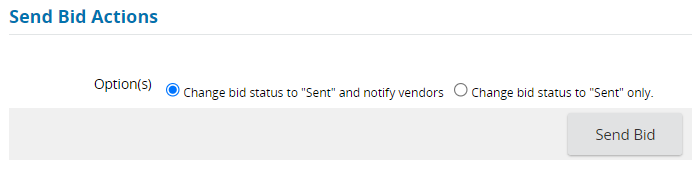 Send Bid Actions
Option(s) Change bid status to "Sent" and notify vendors Change bid status to "Sent" only.
Send Bid